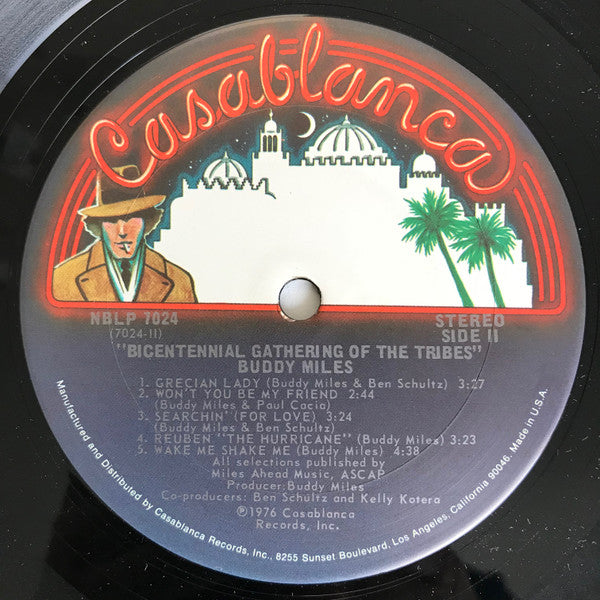 Casablanca
NBLP 7024
(7024-II)
STEREO
SIDE II
"BICENTENNIAL GATHERING OF THE TRIBES"
BUDDY MILES
1. GRECIAN LADY (Buddy Miles & Ben Schultz) 3:27
2. WON'T YOU BE MY FRIEND 2:44
(Buddy Miles & Paul Cacia)
3. SEARCHIN' (FOR LOVE) 3:24
(Buddy Miles & Ben Schultz)
4. REUBEN "THE HURRICANE" (Buddy Miles) 3:23
5. WAKE ME SHAKE ME (Buddy Miles) 4:38
All selections published by
Miles Ahead Music, ASCAP
Producer: Buddy Miles
Co-producers: Ben Schultz and Kelly Kotera
℗1976 Casablanca
Records, Inc.
Manufactured and Distributed by Casablanca Records, Inc., 8255 Sunset Boulevard, Los Angeles, California 90046. Made in U.S.A.